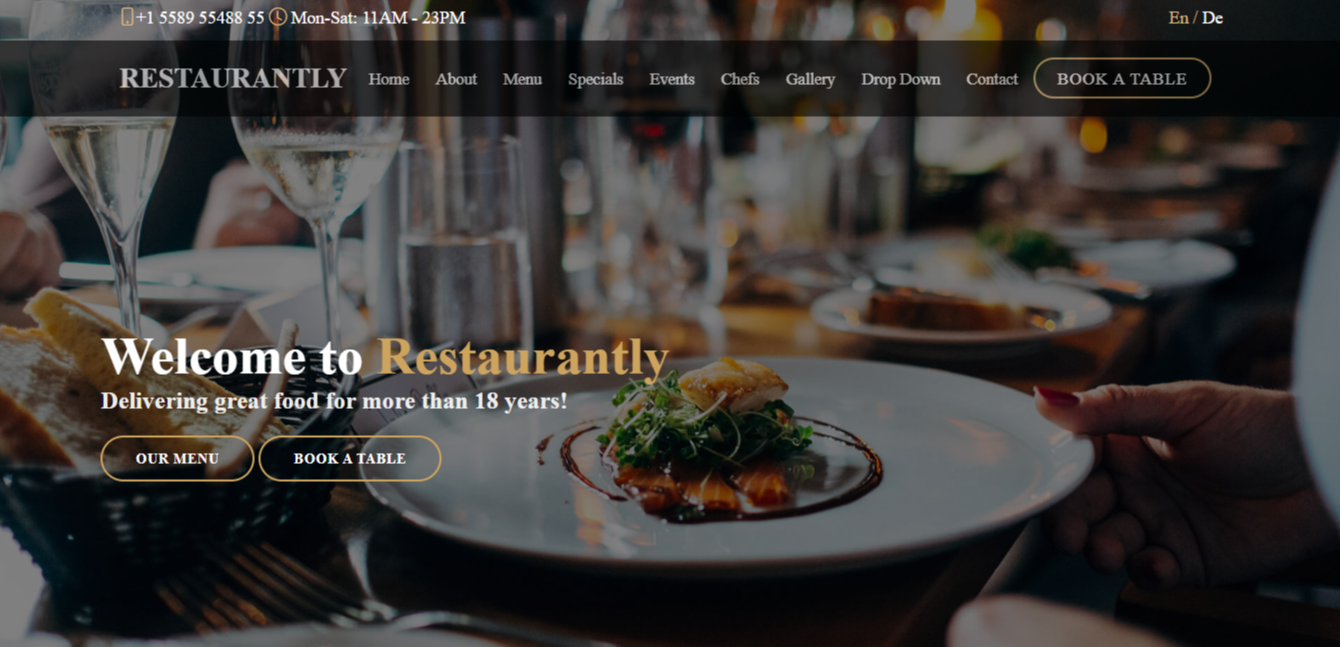 +1 5589 55488 55 Mon-Sat: 11AM - 23PM En / De
RESTAURANTLY Home About Menu Specials Events Chefs Gallery Drop Down Contact BOOK A TABLE
Welcome to Restaurantly
Delivering great food for more than 18 years!
OUR MENU BOOK A TABLE